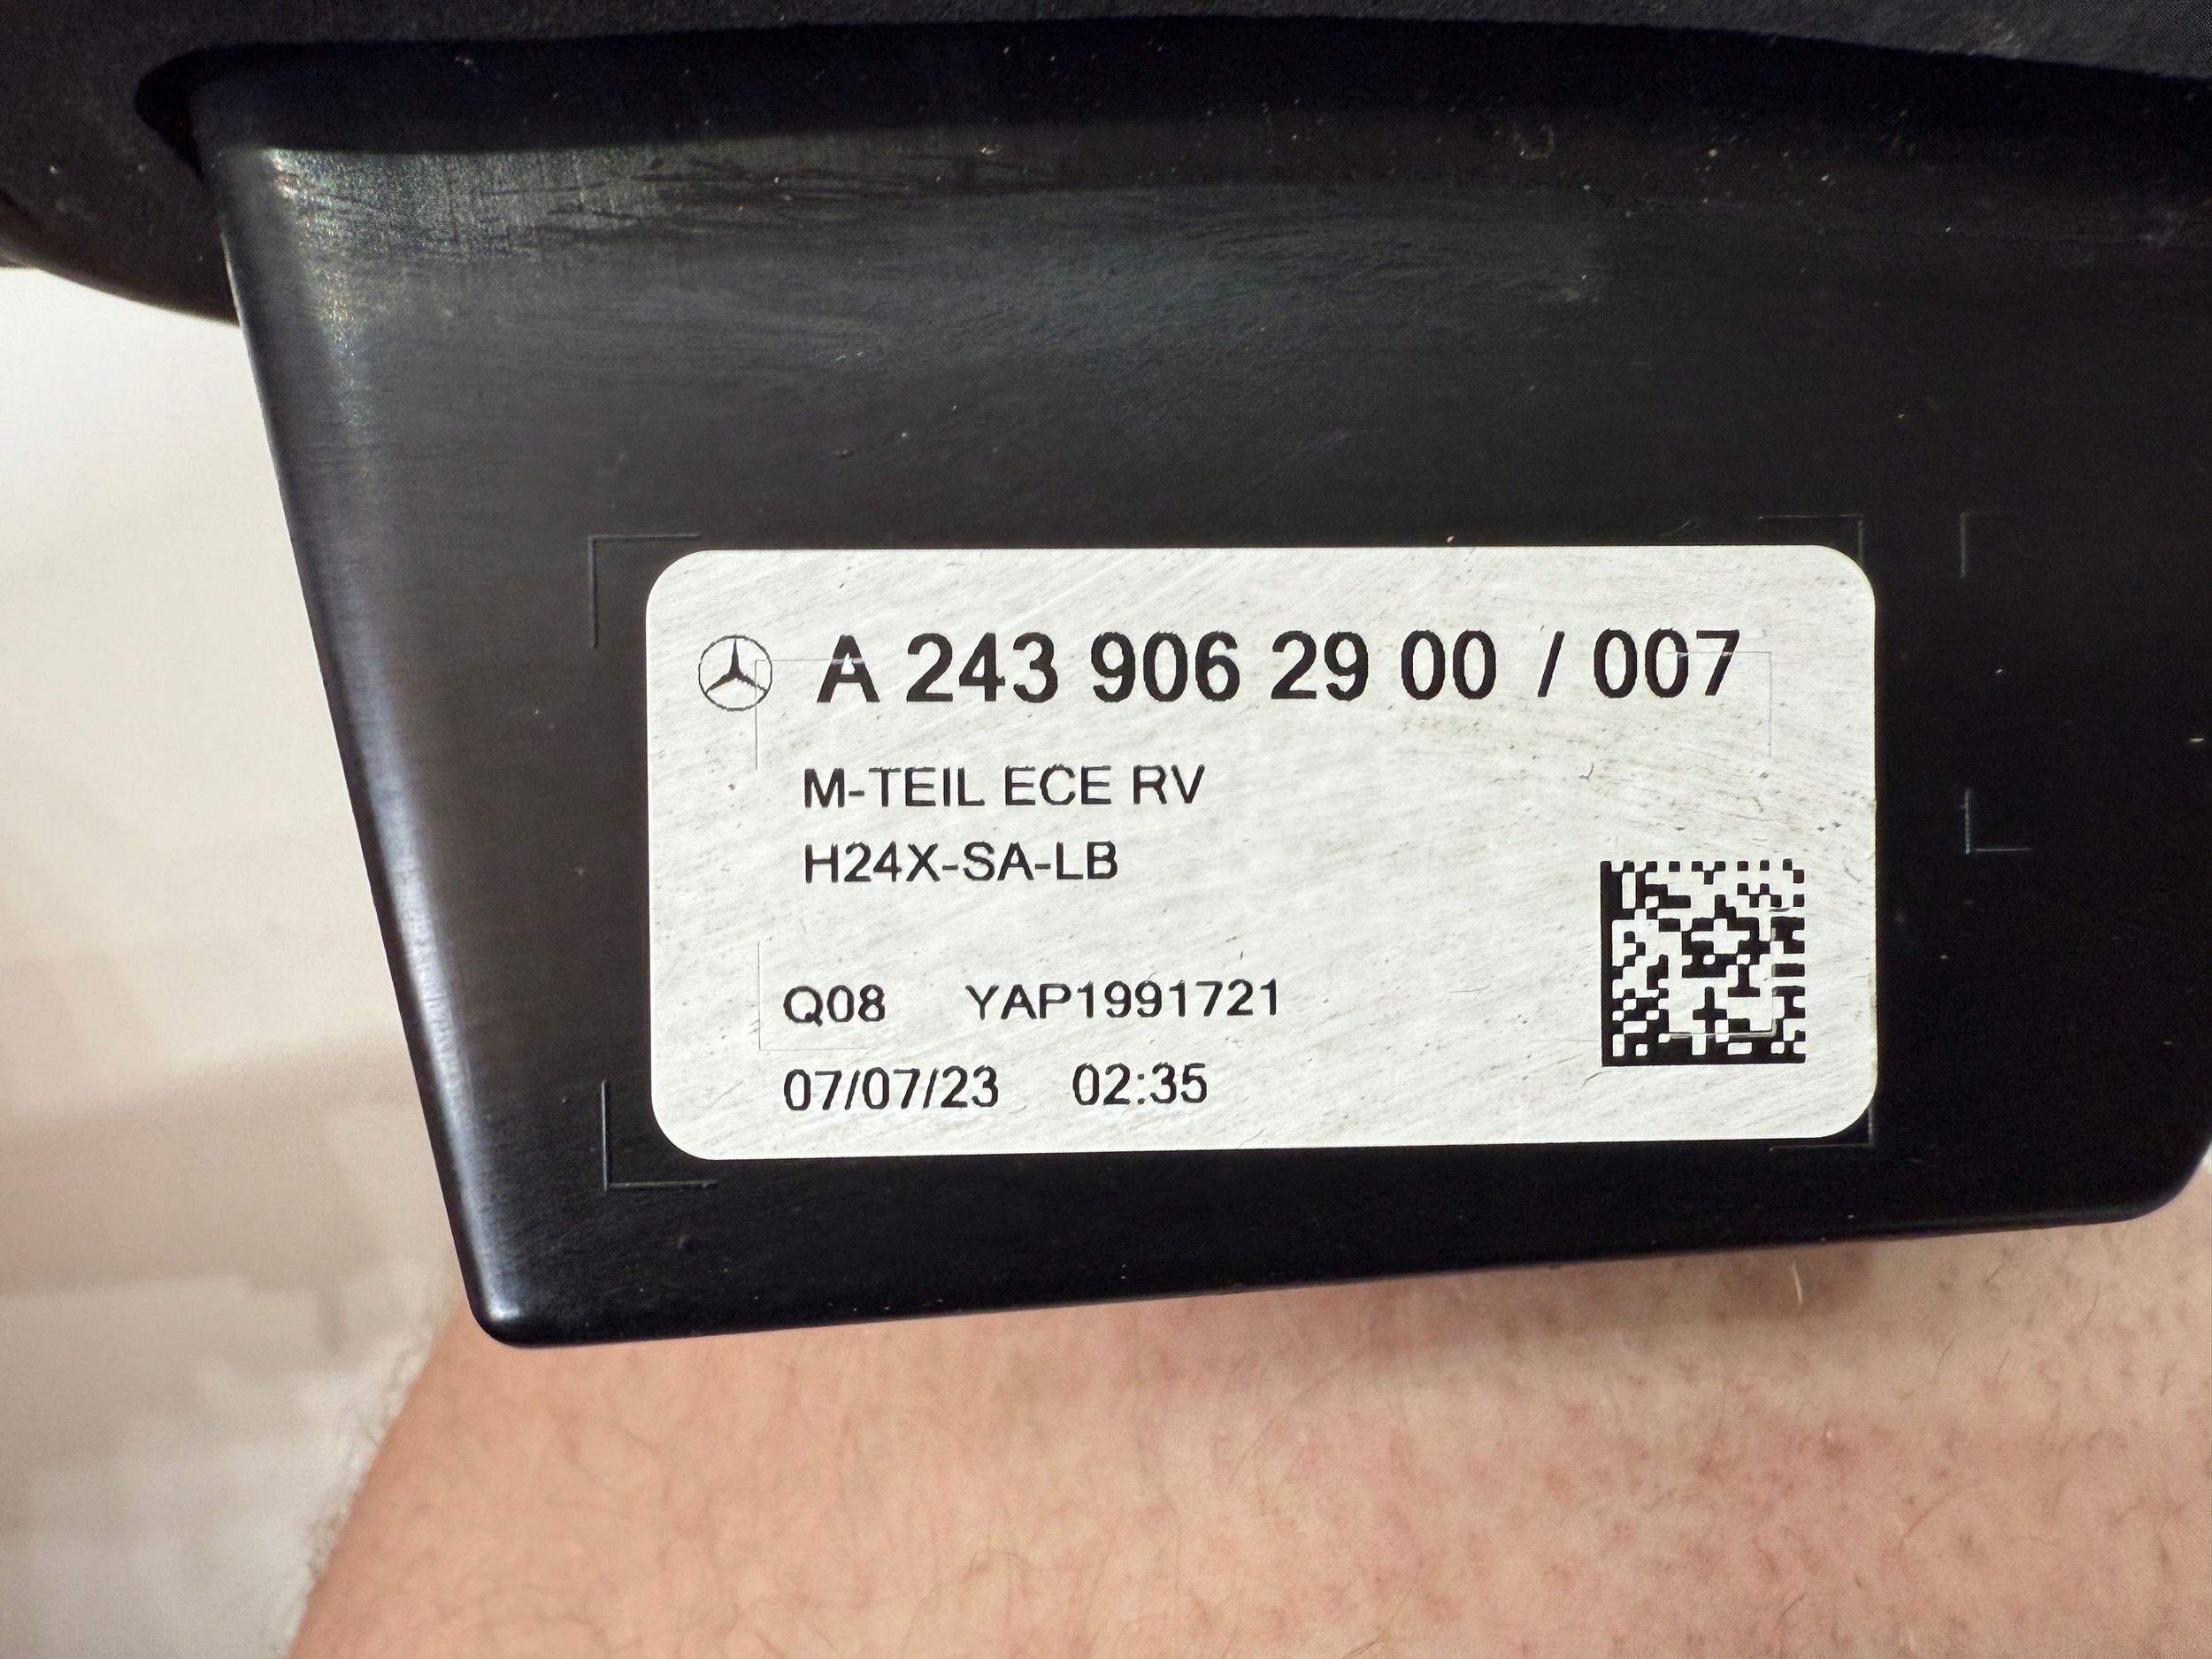 A 243 906 29 00 / 007
M-TEIL ECE RV
H24X-SA-LB
Q08 YAP1991721
07/07/23 02:35